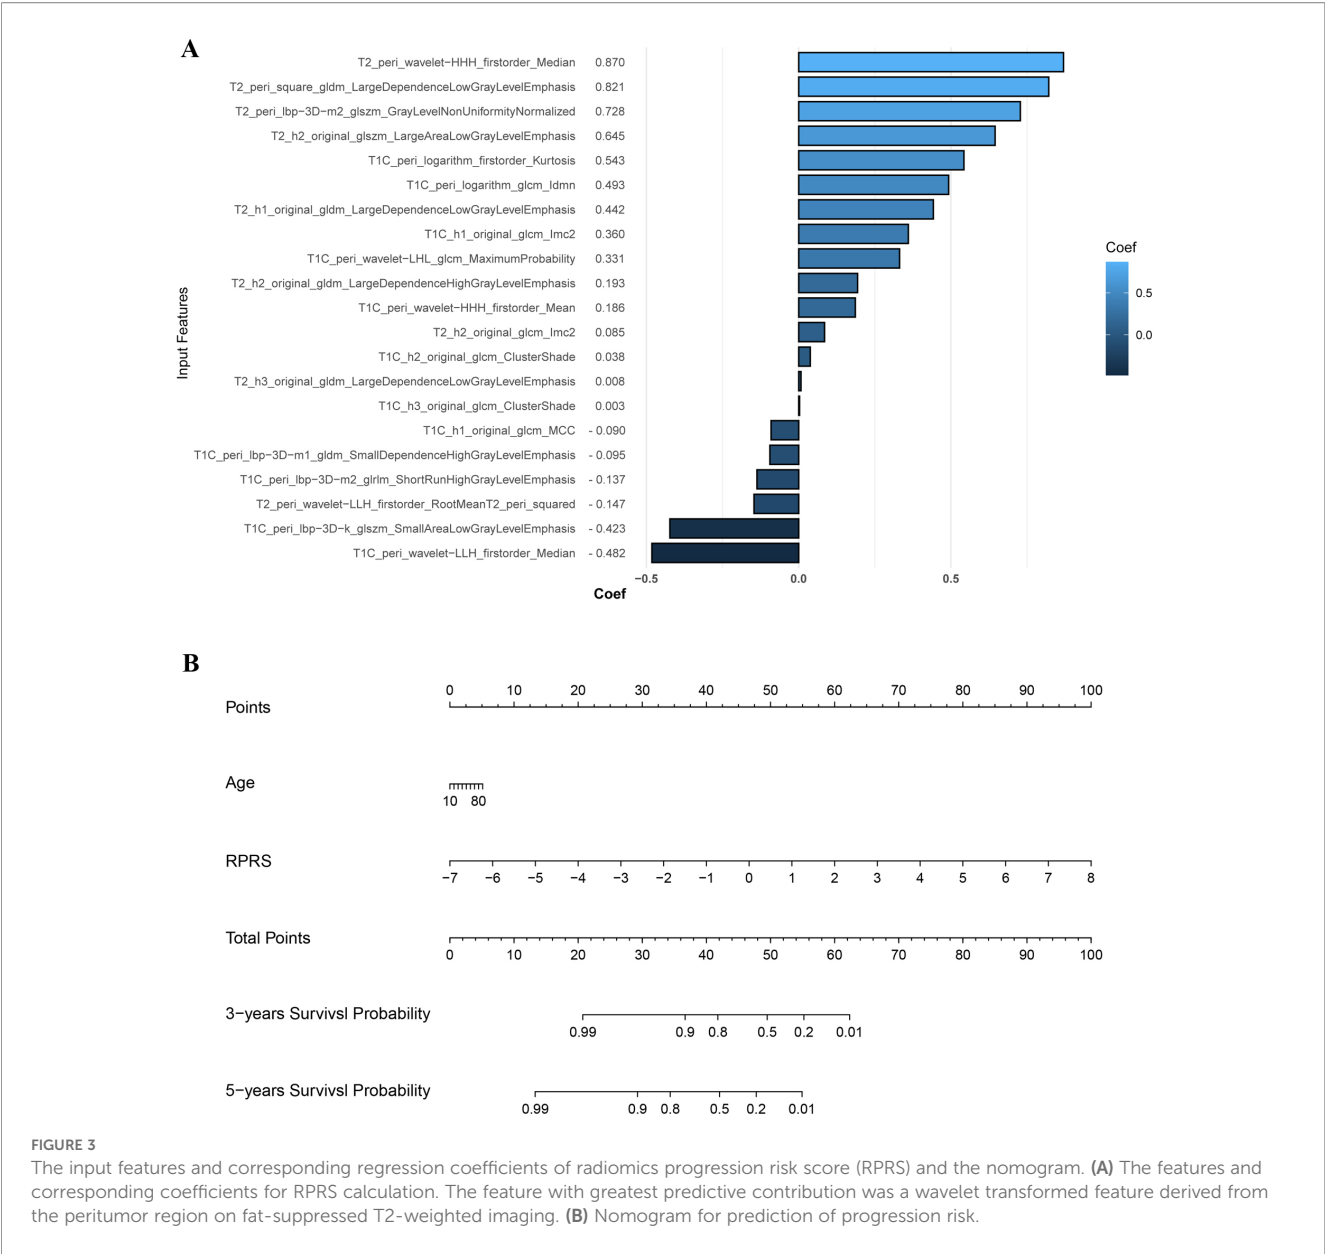 A
T2_peri_wavelet−HHH_firstorder_Median 0.870
T2_peri_square_gldm_LargeDependenceLowGrayLevelEmphasis 0.821
T2_peri_lbp−3D−m2_glszm_GrayLevelNonUniformityNormalized 0.728
T2_h2_original_glszm_LargeAreaLowGrayLevelEmphasis 0.645
T1C_peri_logarithm_firstorder_Kurtosis 0.543
T1C_peri_logarithm_glcm_Idmn 0.493
T2_h1_original_gldm_LargeDependenceLowGrayLevelEmphasis 0.442
T1C_h1_original_glcm_Imc2 0.360
T1C_peri_wavelet−LHL_glcm_MaximumProbability 0.331
T2_h2_original_gldm_LargeDependenceHighGrayLevelEmphasis 0.193
T1C_peri_wavelet−HHH_firstorder_Mean 0.186
T2_h2_original_glcm_Imc2 0.085
T1C_h2_original_glcm_ClusterShade 0.038
T2_h3_original_gldm_LargeDependenceLowGrayLevelEmphasis 0.008
T1C_h3_original_glcm_ClusterShade 0.003
T1C_h1_original_glcm_MCC - 0.090
T1C_peri_lbp−3D−m1_gldm_SmallDependenceHighGrayLevelEmphasis - 0.095
T1C_peri_lbp−3D−m2_glrlm_ShortRunHighGrayLevelEmphasis - 0.137
T2_peri_wavelet−LLH_firstorder_RootMeanT2_peri_squared - 0.147
T1C_peri_lbp−3D−k_glszm_SmallAreaLowGrayLevelEmphasis - 0.423
T1C_peri_wavelet−LLH_firstorder_Median - 0.482
Input Features
−0.5 0.0 0.5
Coef
Coef
0.5
0.0
B
Points
0 10 20 30 40 50 60 70 80 90 100
Age
10 80
RPRS
−7 −6 −5 −4 −3 −2 −1 0 1 2 3 4 5 6 7 8
Total Points
0 10 20 30 40 50 60 70 80 90 100
3−years Survivsl Probability
0.99 0.9 0.8 0.5 0.2 0.01
5−years Survivsl Probability
0.99 0.9 0.8 0.5 0.2 0.01
FIGURE 3
The input features and corresponding regression coefficients of radiomics progression risk score (RPRS) and the nomogram. (A) The features and
corresponding coefficients for RPRS calculation. The feature with greatest predictive contribution was a wavelet transformed feature derived from
the peritumor region on fat-suppressed T2-weighted imaging. (B) Nomogram for prediction of progression risk.